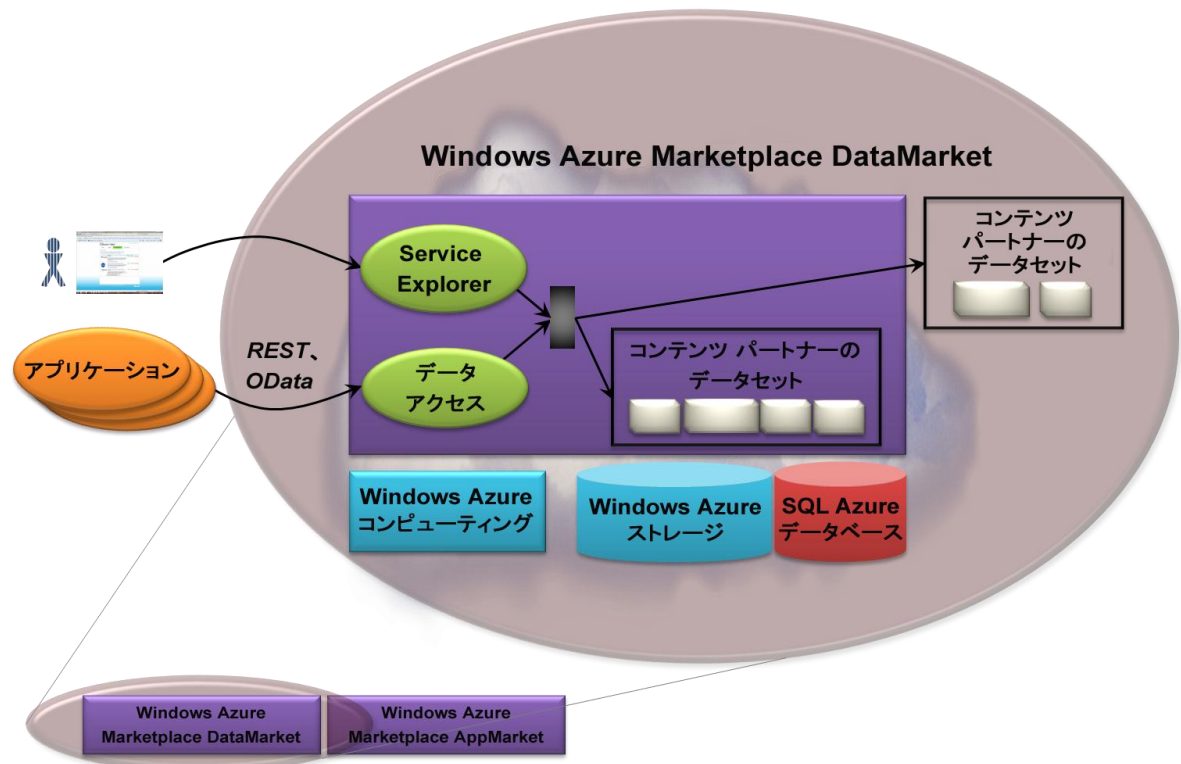 Windows Azure Marketplace DataMarket
コンテンツ
パートナーの
データセット
Service
Explorer
REST、
OData
アプリケーション
データ
アクセス
コンテンツ パートナーの
データセット
Windows Azure
コンピューティング
Windows Azure
ストレージ
SQL Azure
データベース
Windows Azure
Marketplace DataMarket
Windows Azure
Marketplace AppMarket